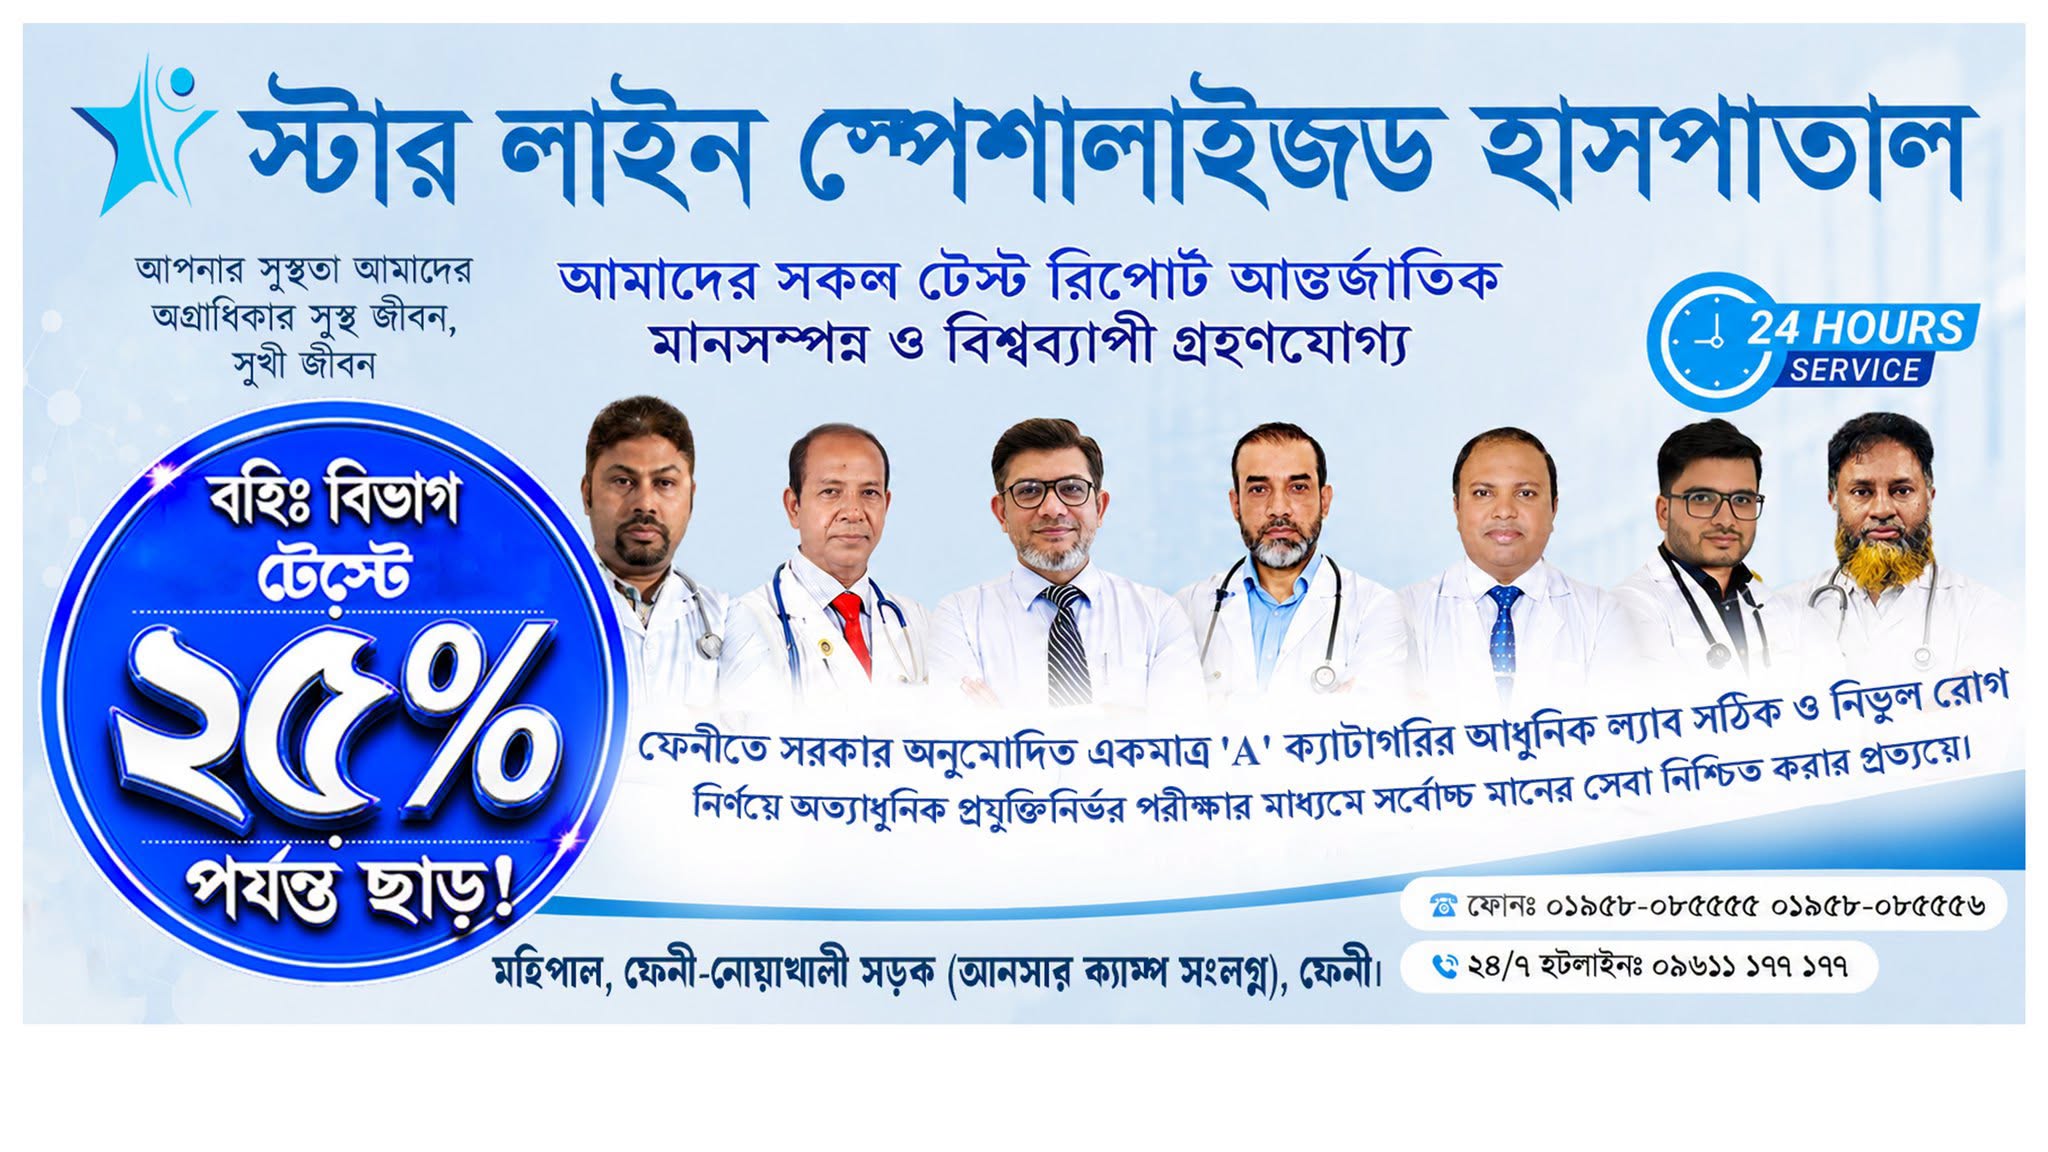 স্টার লাইন স্পেশালাইজড হাসপাতাল
আপনার সুস্থতা আমাদের
অগ্রাধিকার সুস্থ জীবন,
সুখী জীবন
আমাদের সকল টেস্ট রিপোর্ট আন্তর্জাতিক
মানসম্পন্ন ও বিশ্বব্যাপী গ্রহণযোগ্য
24 HOURS
SERVICE
বহিঃ বিভাগ
টেস্টে
২৫%
পর্যন্ত ছাড়!
ফেনীতে সরকার অনুমোদিত একমাত্র 'A' ক্যাটাগরির আধুনিক ল্যাব সঠিক ও নির্ভুল রোগ
নির্ণয়ে অত্যাধুনিক প্রযুক্তিনির্ভর পরীক্ষার মাধ্যমে সর্বোচ্চ মানের সেবা নিশ্চিত করার প্রত্যয়ে।
ফোনঃ ০১৯৫৮-০৮৫৫৫৫ ০১৯৫৮-০৮৫৫৫৬
২৪/৭ হটলাইনঃ ০৯৬১১ ১৭৭ ১৭৭
মহিপাল, ফেনী-নোয়াখালী সড়ক (আনসার ক্যাম্প সংলগ্ন), ফেনী।